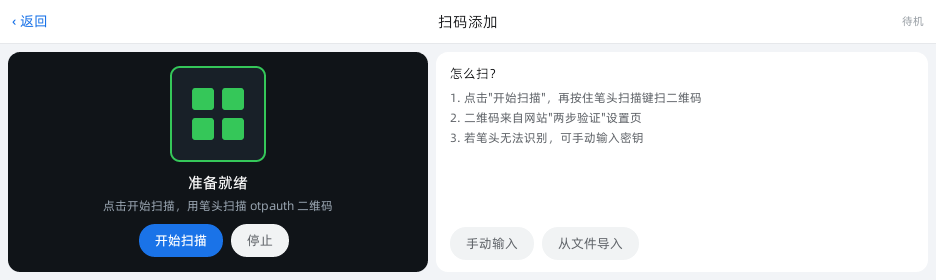 ‹ 返回
扫码添加
待机
准备就绪
点击开始扫描，用笔头扫描 otpauth 二维码
开始扫描
停止
怎么扫?
1. 点击"开始扫描"，再按住笔头扫描键扫二维码
2. 二维码来自网站"两步验证"设置页
3. 若笔头无法识别，可手动输入密钥
手动输入
从文件导入